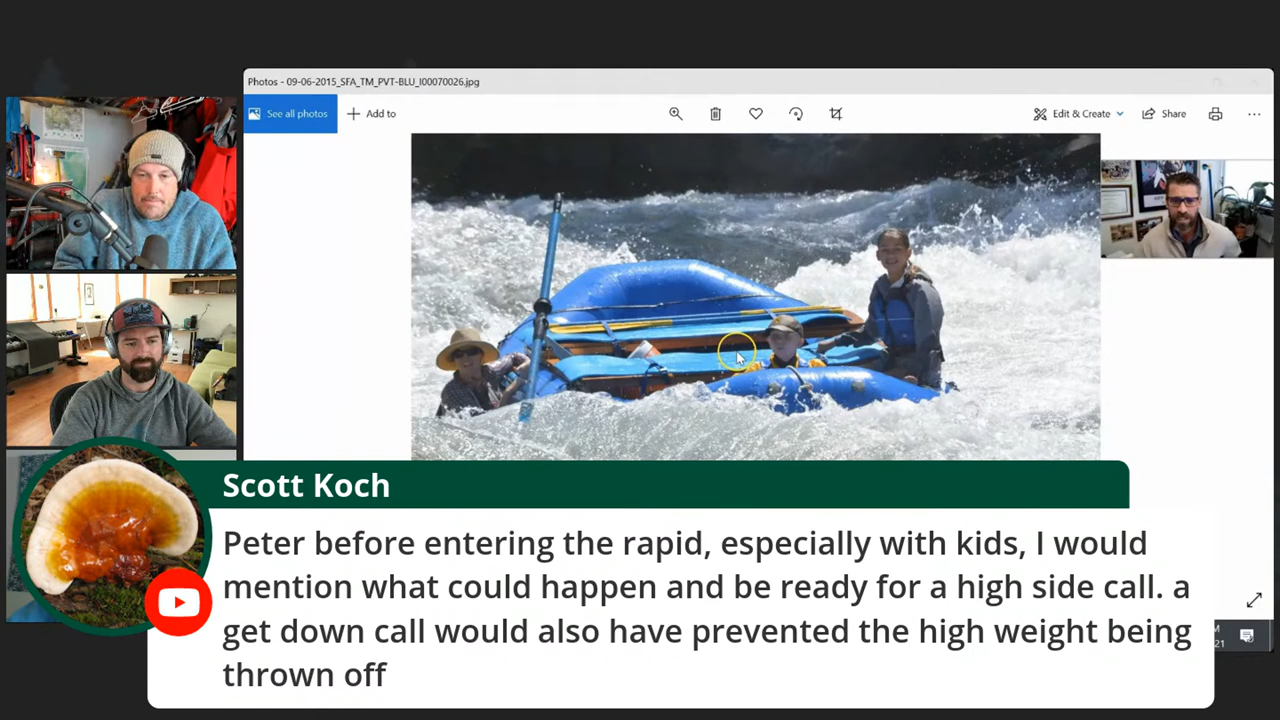 Photos - 09-06-2015_SFA_TM_PVT-BLU_I00070026.jpg
See all photos
Add to
Edit & Create
Share
Scott Koch
Peter before entering the rapid, especially with kids, I would
mention what could happen and be ready for a high side call. a
get down call would also have prevented the high weight being
thrown off
M
21